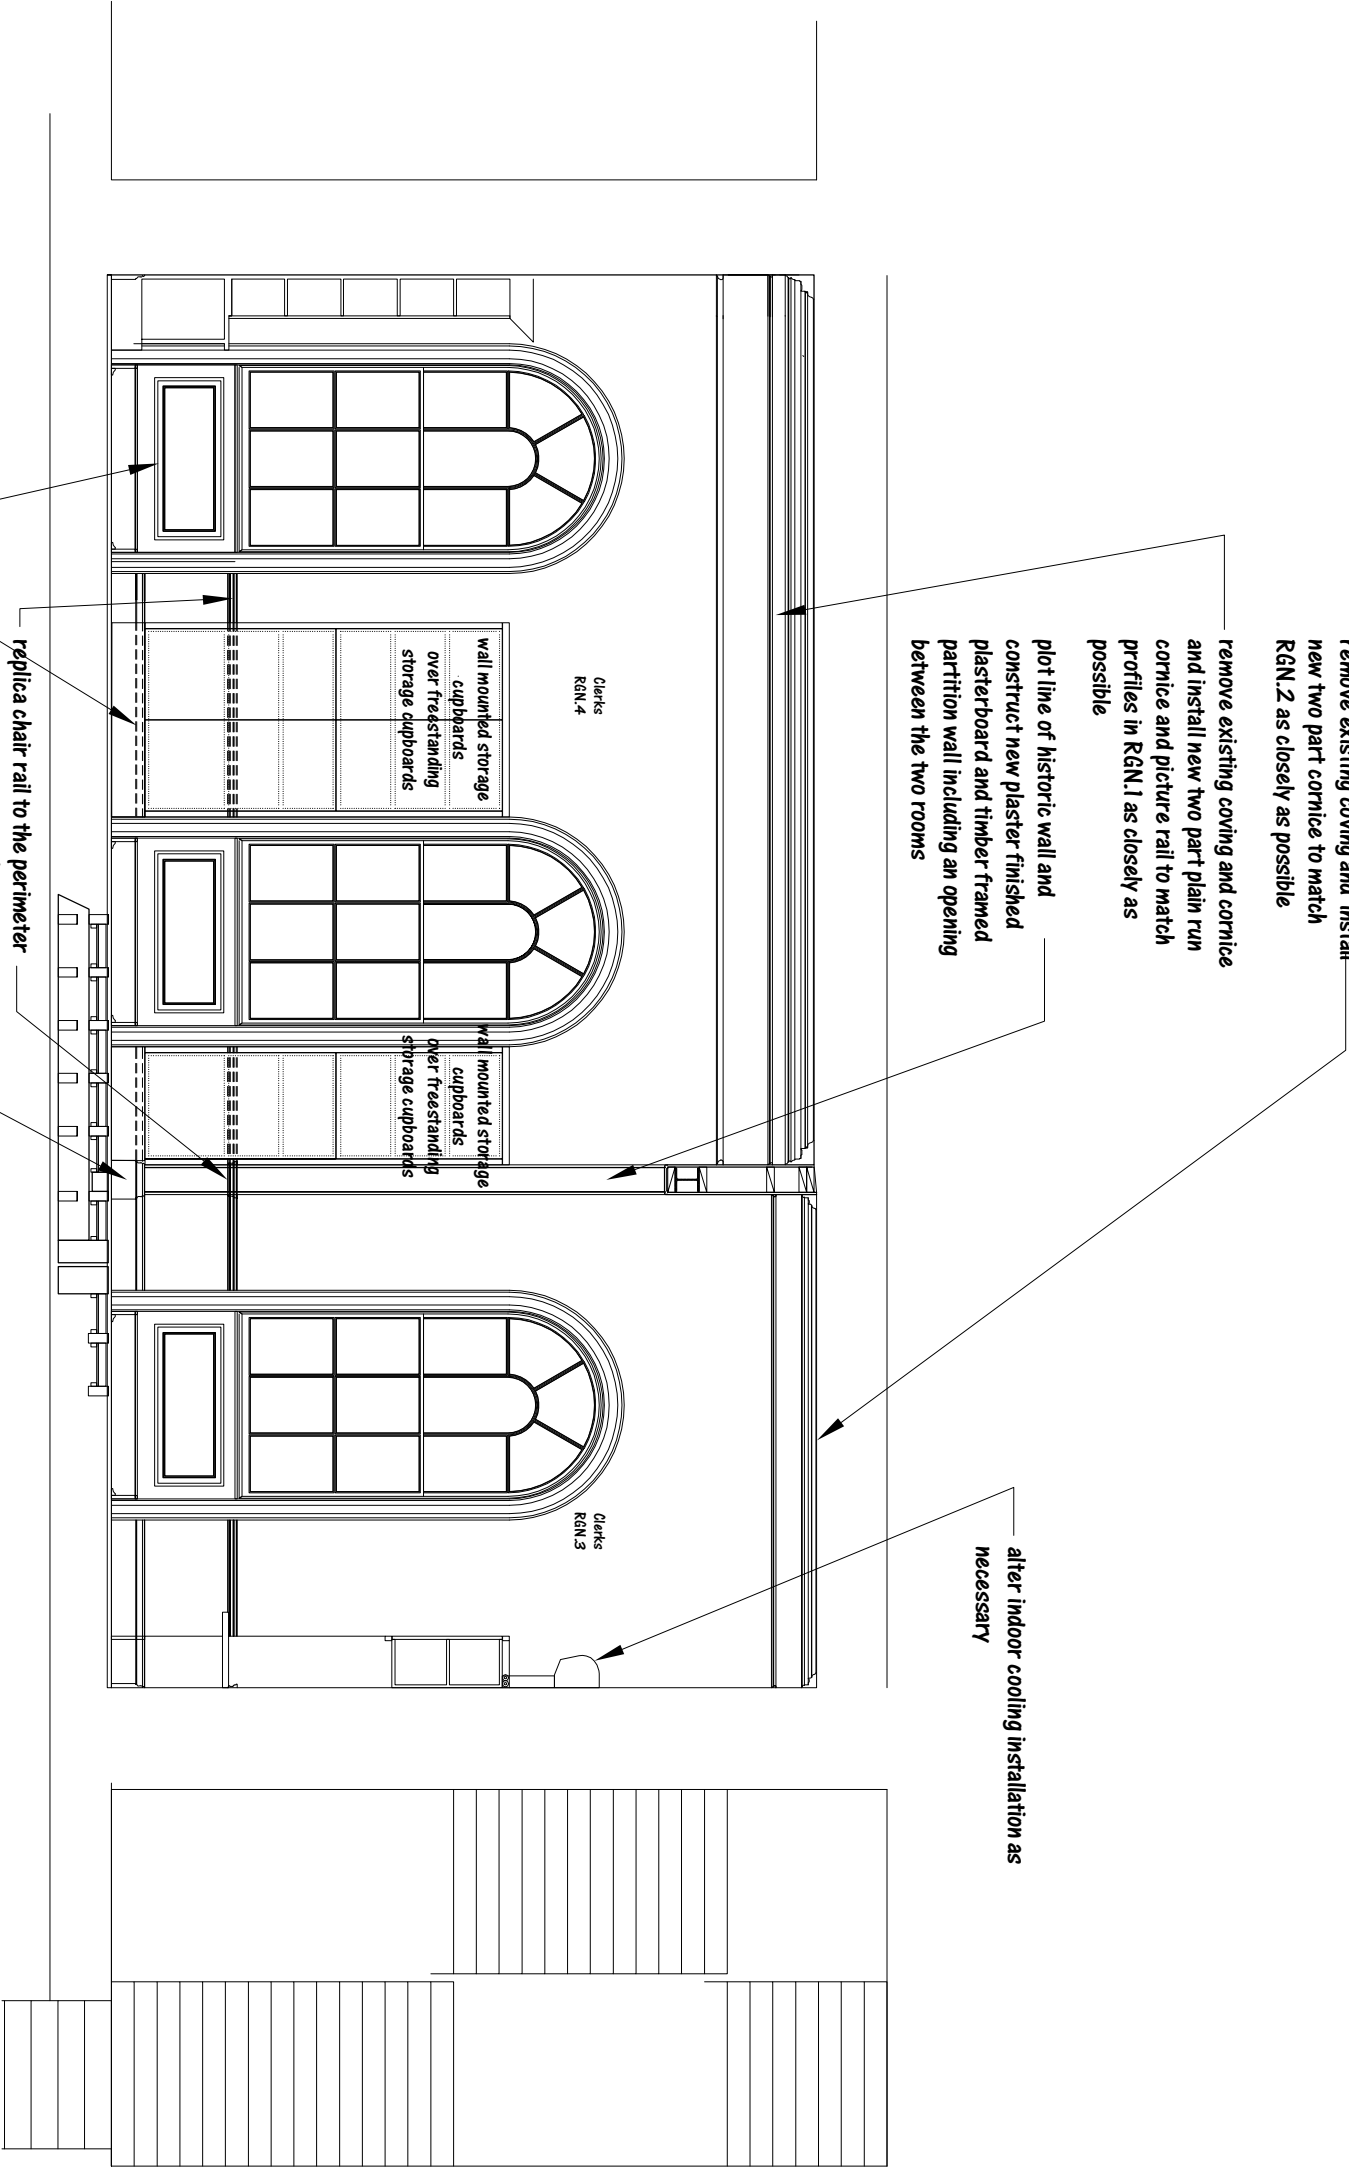 remove existing coving and install
new two part cornice to match
RGN.2 as closely as possible
remove existing coving and cornice
and install new two part plain run
cornice and picture rail to match
profiles in RGN.1 as closely as
possible
plot line of historic wall and
construct new plaster finished
plasterboard and timber framed
partition wall including an opening
between the two rooms
alter indoor cooling installation as
necessary
Clerks
RGN.4
wall mounted storage
cupboards
over freestanding
storage cupboards
wall mounted storage
cupboards
over freestanding
storage cupboards
Clerks
RGN.3
replica chair rail to the perimeter